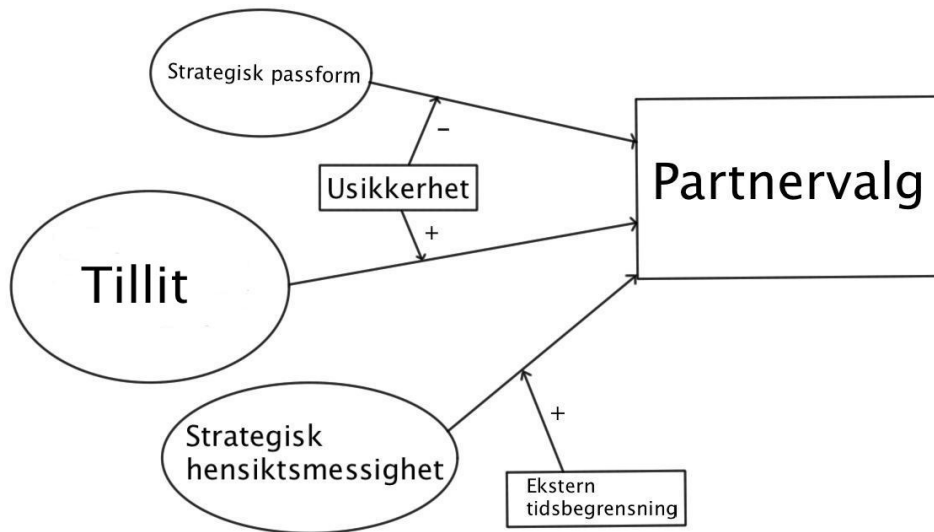 Strategisk passform
-
Usikkerhet
+
Partnervalg
Tillit
Strategisk
hensiktsmessighet
+
Ekstern
tidsbegrensning